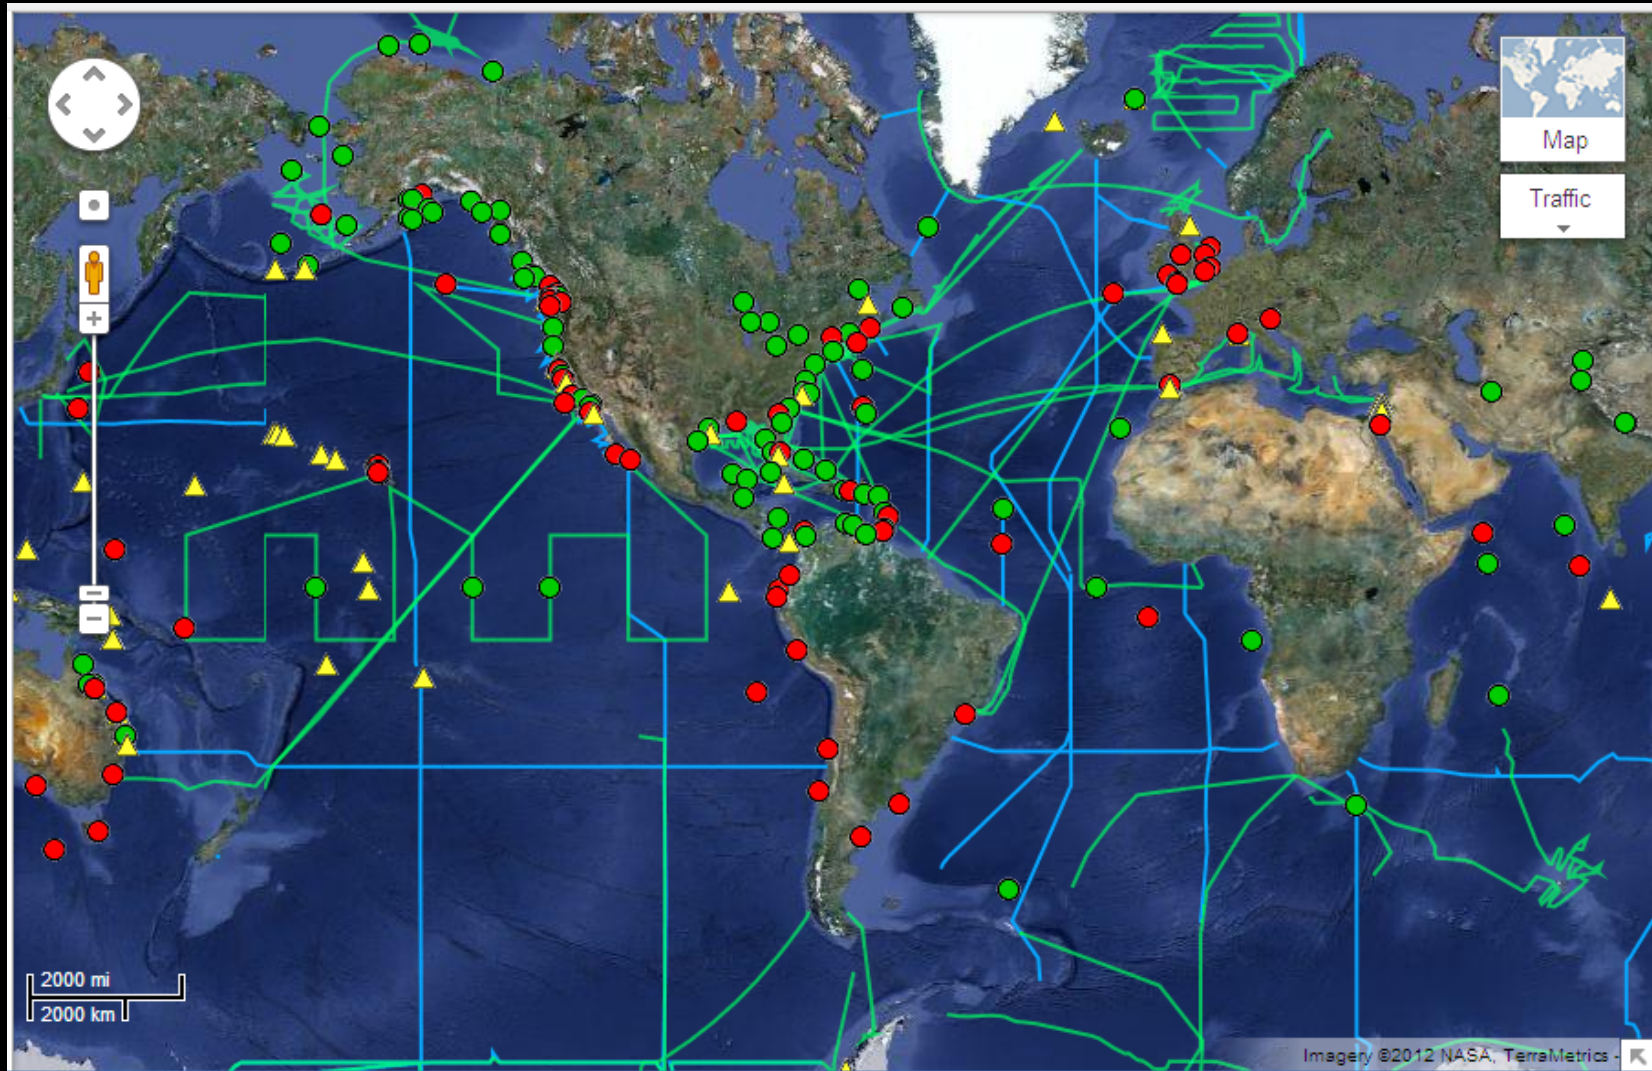 Map
Traffic
2000 mi
2000 km
Imagery ©2012 NASA, TerraMetrics -